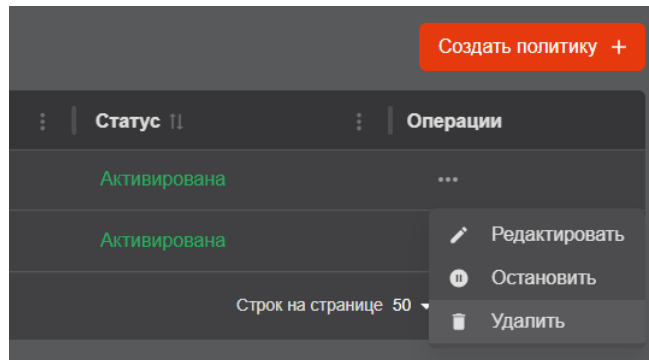 Создать политику +
Статус Операции
Активирована
Активирована
Редактировать
Остановить
Строк на странице 50
Удалить